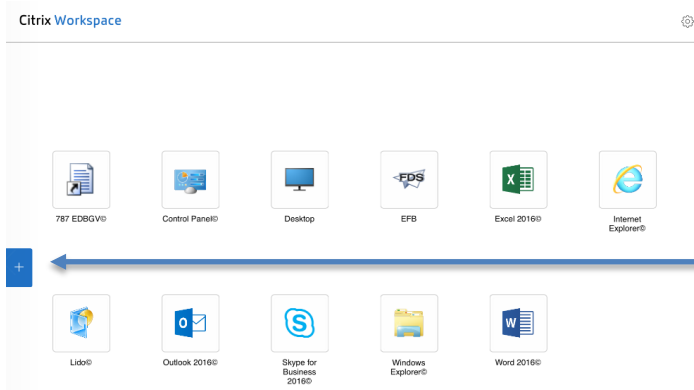 Citrix Workspace
FDS
X
787 EDBGV©
Control Panel©
Desktop
EFB
Excel 2016©
Internet
Explorer©
+
O
S
W
Lido©
Outlook 2016©
Skype for
Business
2016©
Windows
Explorer©
Word 2016©